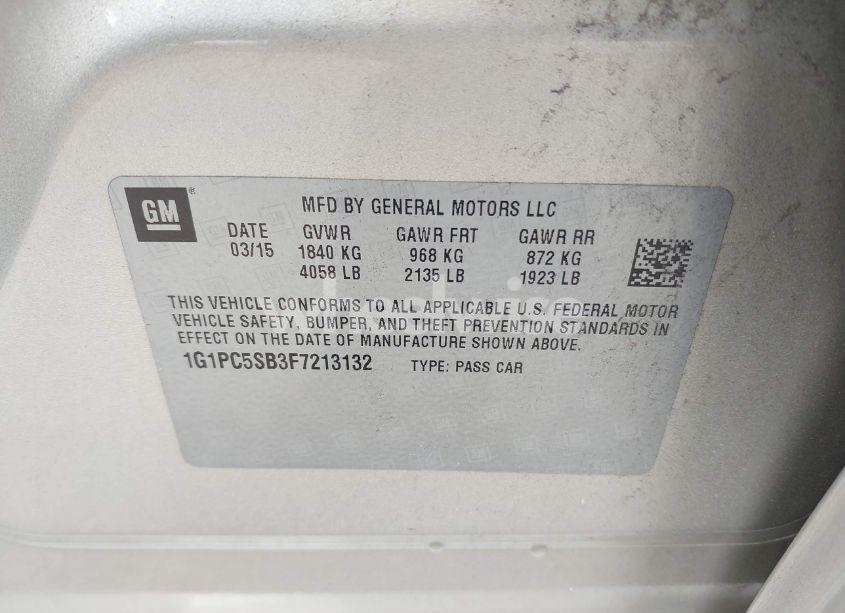 GM
MFD BY GENERAL MOTORS LLC
DATE GVWR GAWR FRT GAWR RR
03/15 1840 KG 968 KG 872 KG
4058 LB 2135 LB 1923 LB
THIS VEHICLE CONFORMS TO ALL APPLICABLE U.S. FEDERAL MOTOR
VEHICLE SAFETY, BUMPER, AND THEFT PREVENTION STANDARDS IN
EFFECT ON THE DATE OF MANUFACTURE SHOWN ABOVE.
1G1PC5SB3F7213132 TYPE: PASS CAR